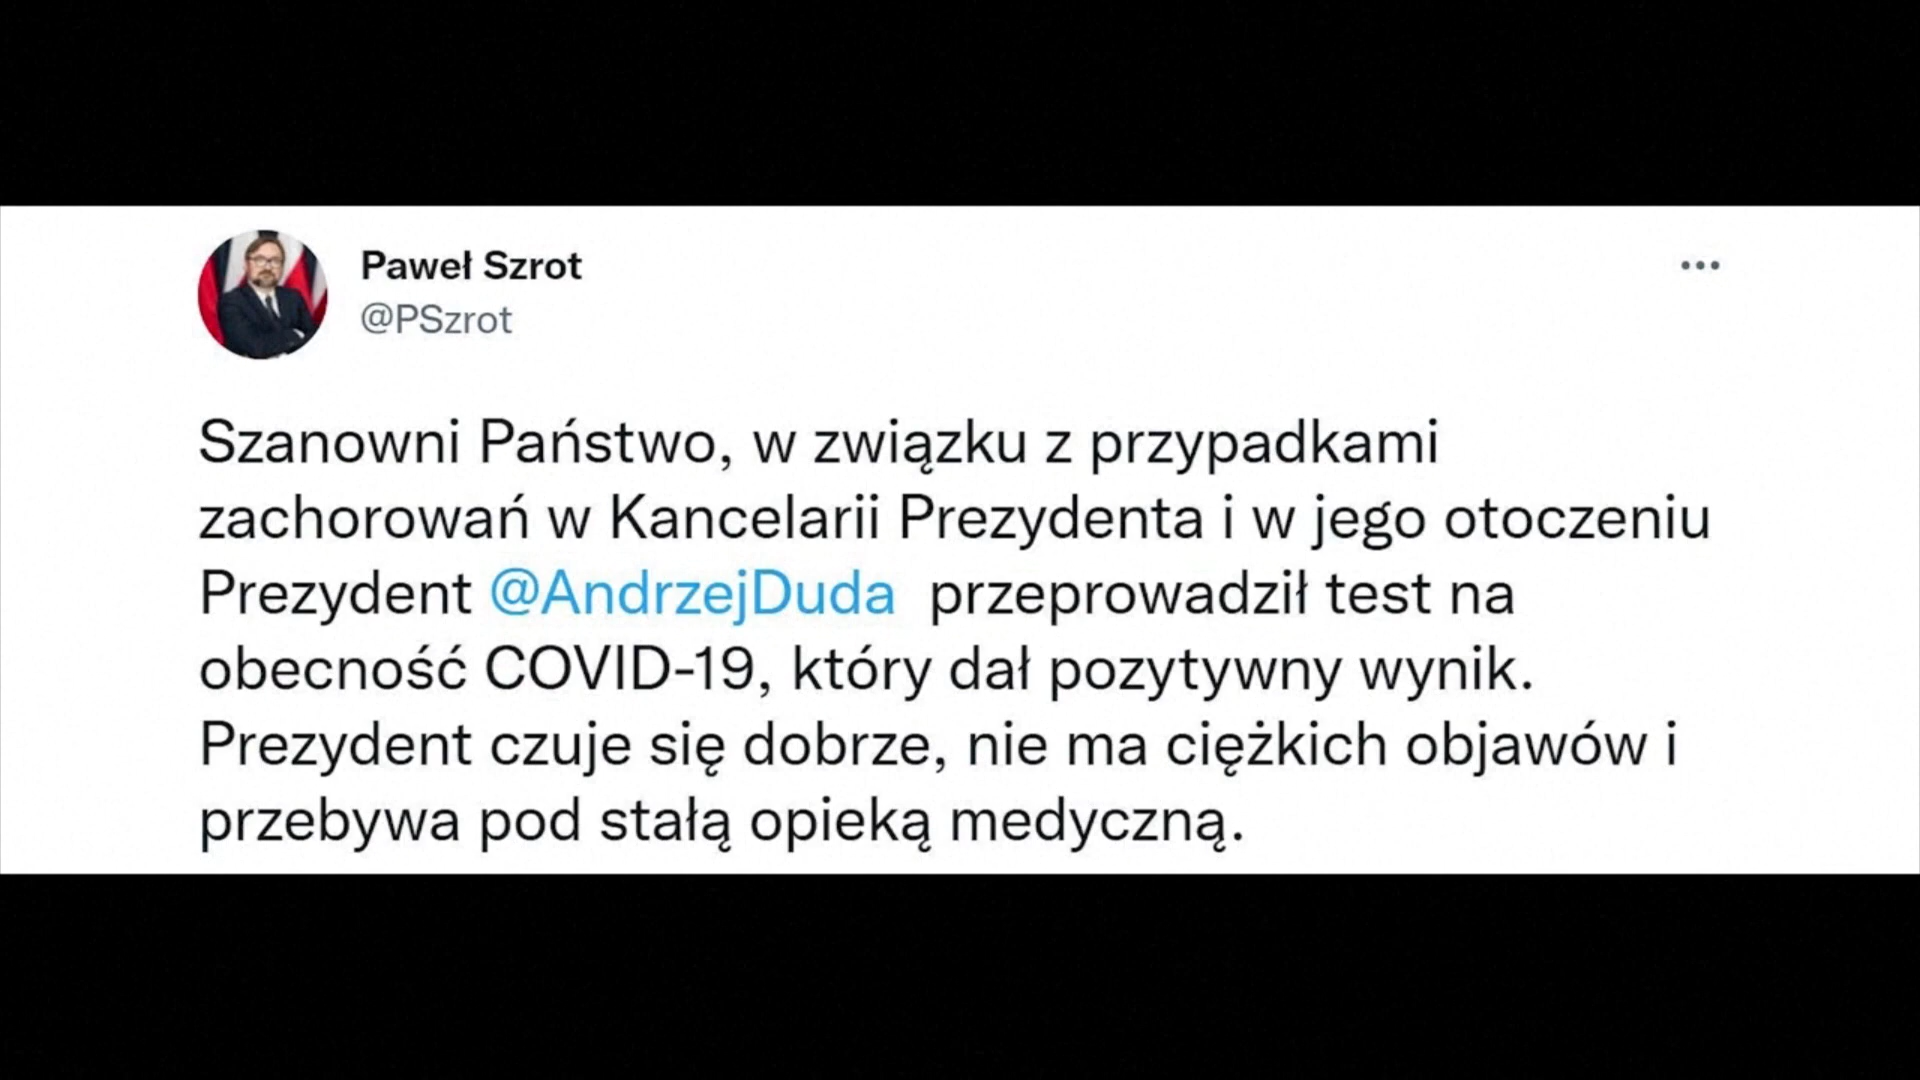 Paweł Szrot
@PSzrot
Szanowni Państwo, w związku z przypadkami
zachorowań w Kancelarii Prezydenta i w jego otoczeniu
Prezydent @AndrzejDuda przeprowadził test na
obecność COVID-19, który dał pozytywny wynik.
Prezydent czuje się dobrze, nie ma ciężkich objawów i
przebywa pod stałą opieką medyczną.